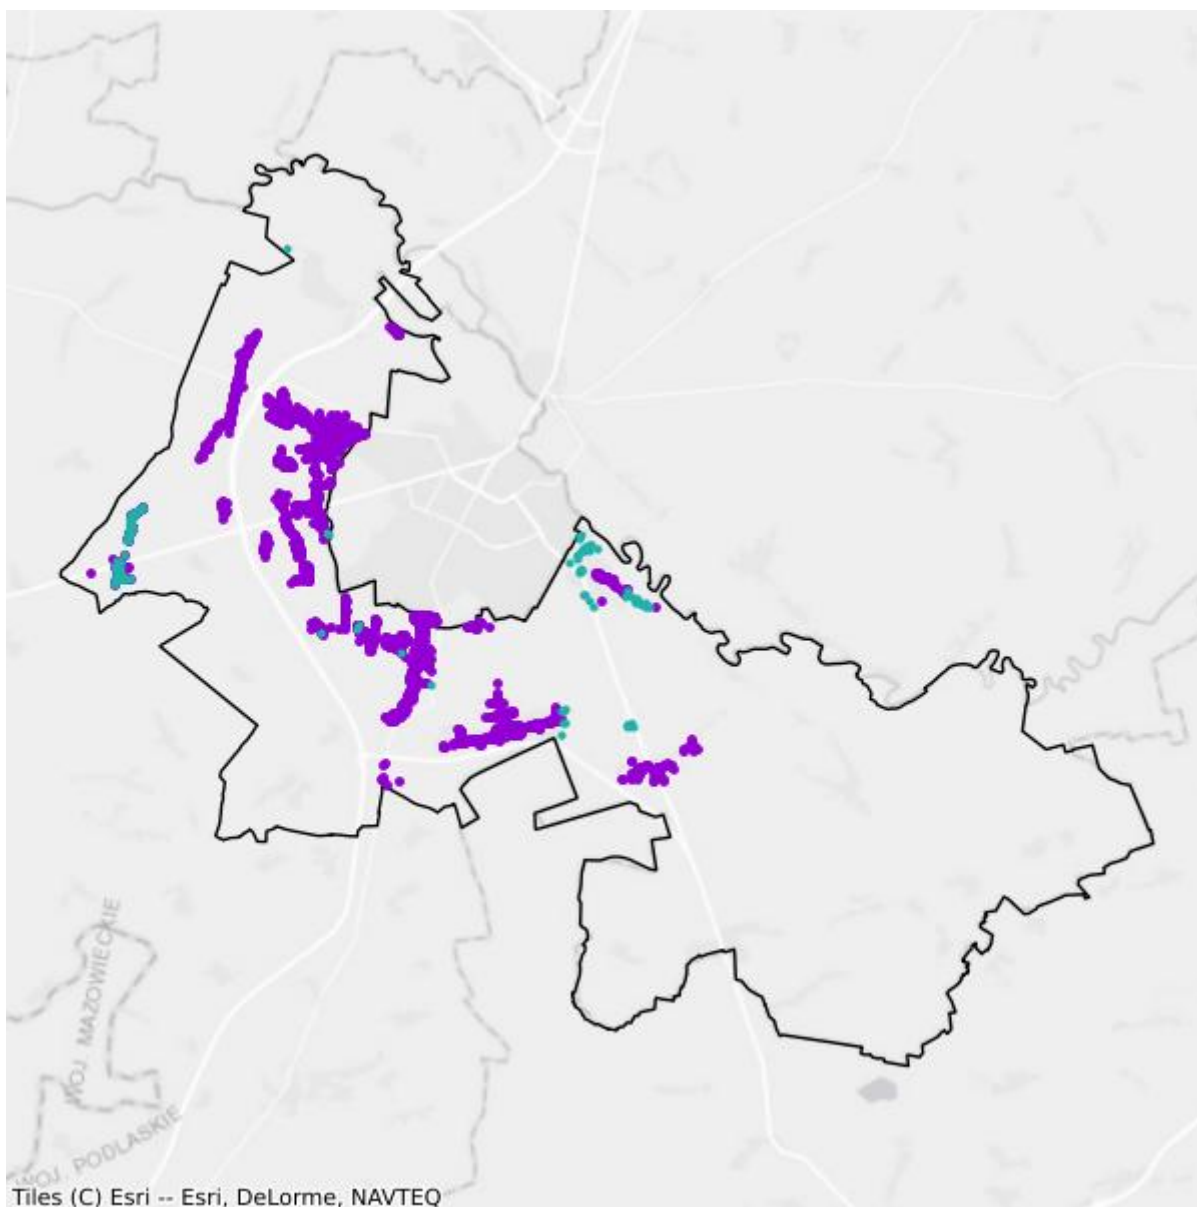 WOJ. MAZOWIECKIE
WOJ. PODLASKIE
Tiles (C) Esri -- Esri, DeLorme, NAVTEQ